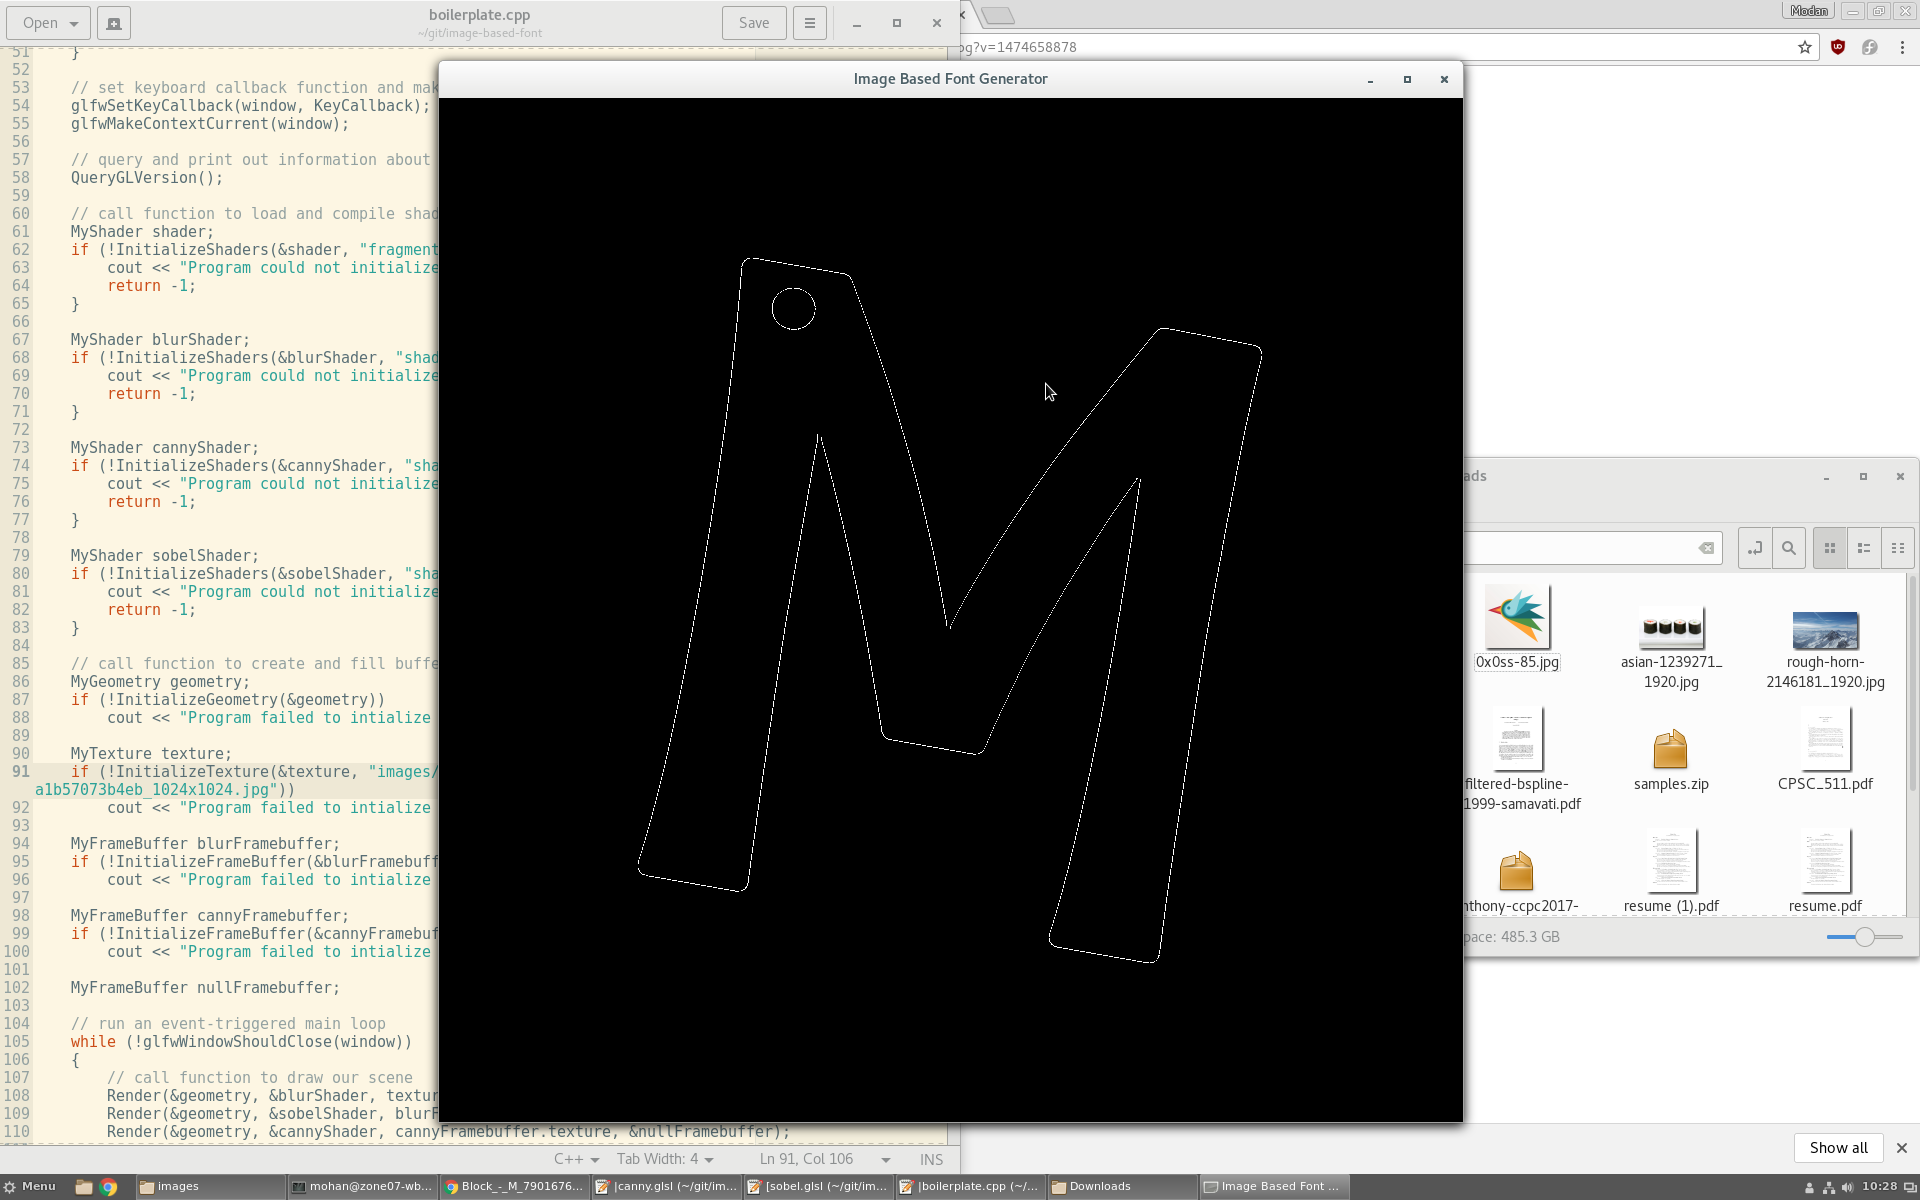 Open
boilerplate.cpp
~/git/image-based-font
Save
51 }
52
53 // set keyboard callback function and mak
54 glfwSetKeyCallback(window, KeyCallback);
55 glfwMakeContextCurrent(window);
56
57 // query and print out information about
58 QueryGLVersion();
59
60 // call function to load and compile shad
61 MyShader shader;
62 if (!InitializeShaders(&shader, "fragment
63 cout << "Program could not initialize
64 return -1;
65 }
66
67 MyShader blurShader;
68 if (!InitializeShaders(&blurShader, "shad
69 cout << "Program could not initialize
70 return -1;
71 }
72
73 MyShader cannyShader;
74 if (!InitializeShaders(&cannyShader, "sha
75 cout << "Program could not initialize
76 return -1;
77 }
78
79 MyShader sobelShader;
80 if (!InitializeShaders(&sobelShader, "sha
81 cout << "Program could not initialize
82 return -1;
83 }
84
85 // call function to create and fill buffe
86 MyGeometry geometry;
87 if (!InitializeGeometry(&geometry))
88 cout << "Program failed to intialize
89
90 MyTexture texture;
91 if (!InitializeTexture(&texture, "images/
a1b57073b4eb_1024x1024.jpg"))
92 cout << "Program failed to intialize
93
94 MyFrameBuffer blurFramebuffer;
95 if (!InitializeFrameBuffer(&blurFramebuff
96 cout << "Program failed to intialize
97
98 MyFrameBuffer cannyFramebuffer;
99 if (!InitializeFrameBuffer(&cannyFramebuf
100 cout << "Program failed to intialize
101
102 MyFrameBuffer nullFramebuffer;
103
104 // run an event-triggered main loop
105 while (!glfwWindowShouldClose(window))
106 {
107 // call function to draw our scene
108 Render(&geometry, &blurShader, textur
109 Render(&geometry, &sobelShader, blurF
110 Render(&geometry, &cannyShader, cannyFramebuffer.texture, &nullFramebuffer);
C++ Tab Width: 4 Ln 91, Col 106 INS
Image Based Font Generator
Modan
og?v=1474658878
ads
0x0ss-85.jpg
asian-1239271_
1920.jpg
rough-horn-
2146181_1920.jpg
filtered-bspline-
1999-samavati.pdf
samples.zip
CPSC_511.pdf
nthony-ccpc2017-
resume (1).pdf
resume.pdf
pace: 485.3 GB
Show all
Menu
images
mohan@zone07-wb...
Block_-_M_7901676...
|canny.glsl (~/git/im...
[sobel.glsl (~/git/im...
|boilerplate.cpp (~/...
Downloads
Image Based Font ...
10:28